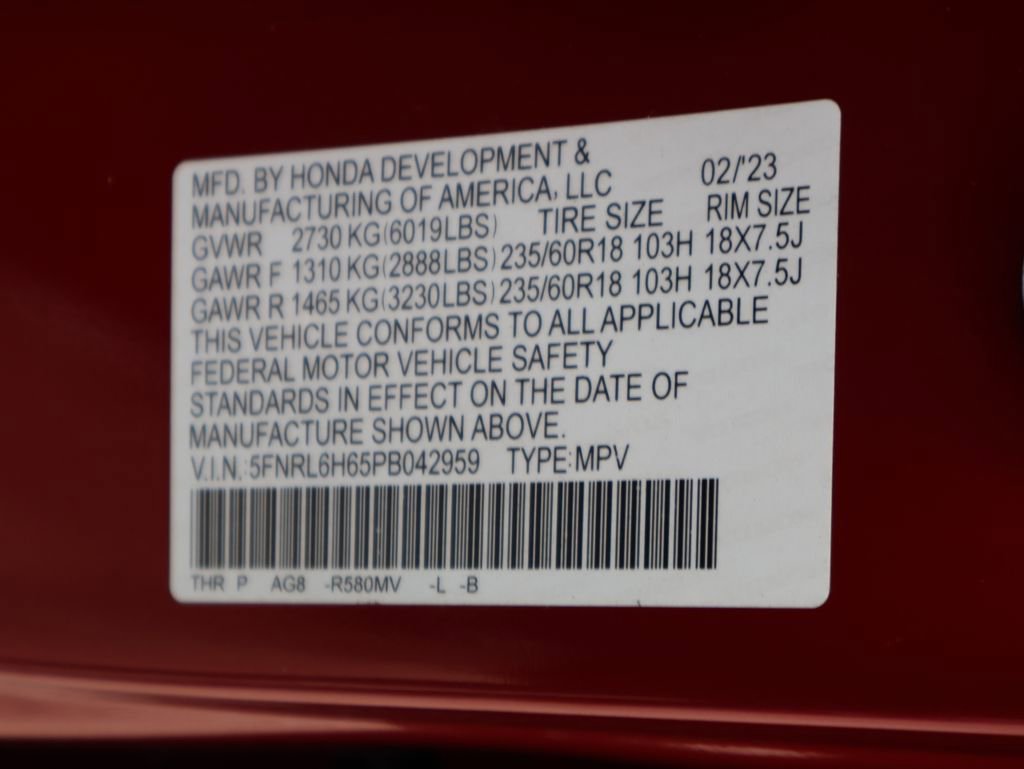 MFD. BY HONDA DEVELOPMENT &
MANUFACTURING OF AMERICA, LLC 02/'23
GVWR 2730 KG(6019LBS) TIRE SIZE RIM SIZE
GAWR F 1310 KG(2888LBS) 235/60R18 103H 18X7.5J
GAWR R 1465 KG(3230LBS) 235/60R18 103H 18X7.5J
THIS VEHICLE CONFORMS TO ALL APPLICABLE
FEDERAL MOTOR VEHICLE SAFETY
STANDARDS IN EFFECT ON THE DATE OF
MANUFACTURE SHOWN ABOVE.
V.I.N.:5FNRL6H65PB042959 TYPE:MPV
THR P AG8 -R580MV -L -B